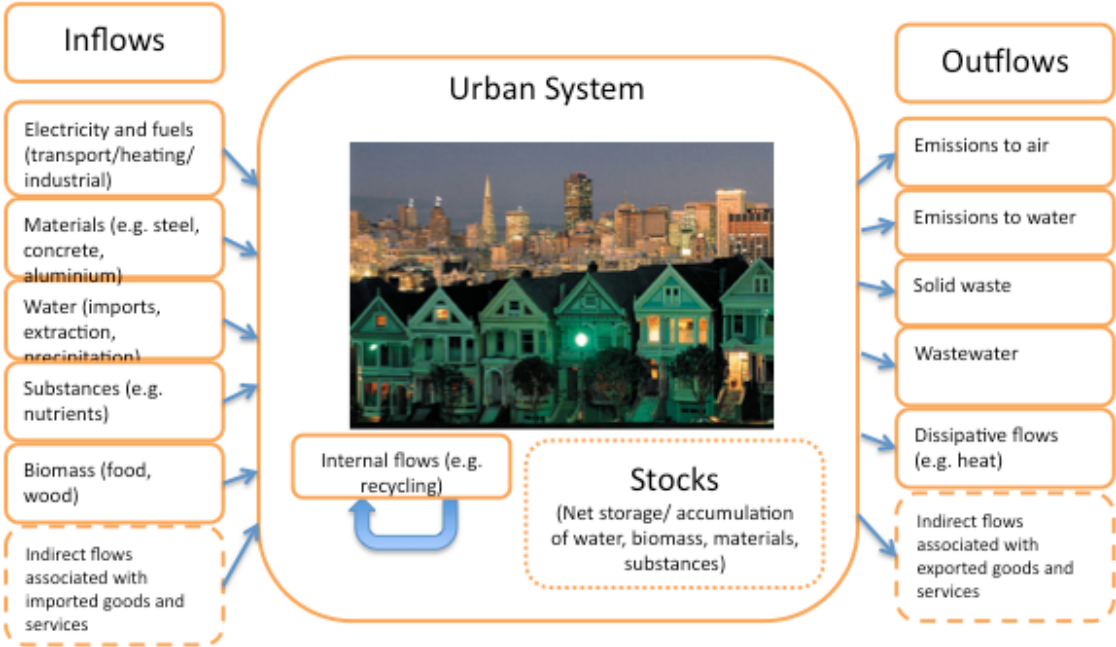 Inflows
Electricity and fuels
(transport/heating/
industrial)
Materials (e.g. steel,
concrete,
aluminium)
Water (imports,
extraction,
precipitation)
Substances (e.g.
nutrients)
Biomass (food,
wood)
Indirect flows
associated with
imported goods and
services
Urban System
Internal flows (e.g.
recycling)
Stocks
(Net storage/ accumulation
of water, biomass, materials,
substances)
Outflows
Emissions to air
Emissions to water
Solid waste
Wastewater
Dissipative flows
(e.g. heat)
Indirect flows
associated with
exported goods and
services